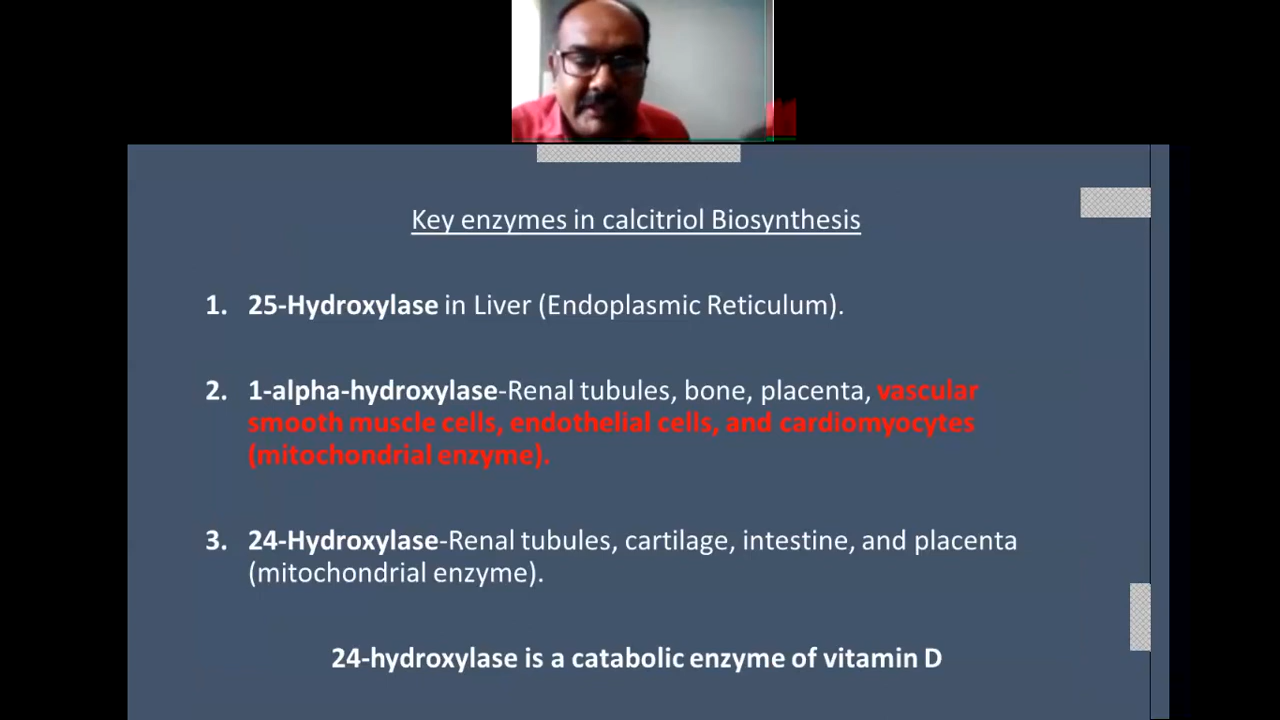 Key enzymes in calcitriol Biosynthesis
1. 25-Hydroxylase in Liver (Endoplasmic Reticulum).
2. 1-alpha-hydroxylase-Renal tubules, bone, placenta, vascular
smooth muscle cells, endothelial cells, and cardiomyocytes
(mitochondrial enzyme).
3. 24-Hydroxylase-Renal tubules, cartilage, intestine, and placenta
(mitochondrial enzyme).
24-hydroxylase is a catabolic enzyme of vitamin D